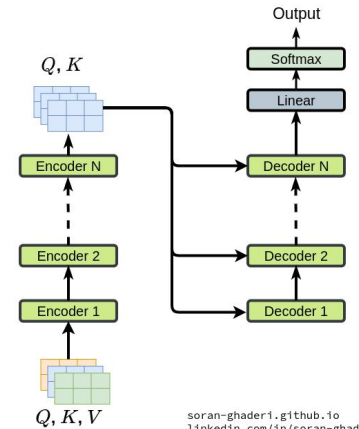 Output
Softmax
Linear
Q, K
Encoder N
Decoder N
Encoder 2
Decoder 2
Encoder 1
Decoder 1
Q, K, V
soran-ghaderi.github.io